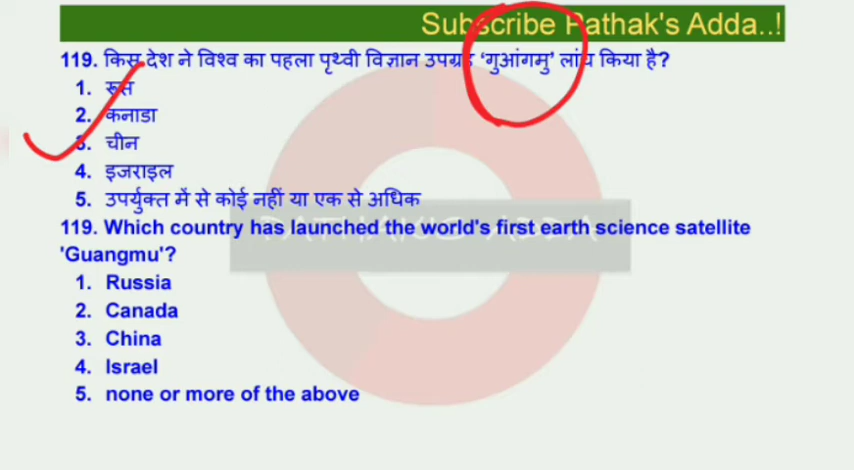 Subscribe Pathak's Adda..!
119. किस देश ने विश्व का पहला पृथ्वी विज्ञान उपग्रह 'गुआंगमु' लांच किया है?
1. रूस
2. कनाडा
3. चीन
4. इजराइल
5. उपर्युक्त में से कोई नहीं या एक से अधिक
119. Which country has launched the world's first earth science satellite
'Guangmu'?
PATHAK'S ADDA
1. Russia
2. Canada
3. China
4. Israel
5. none or more of the above